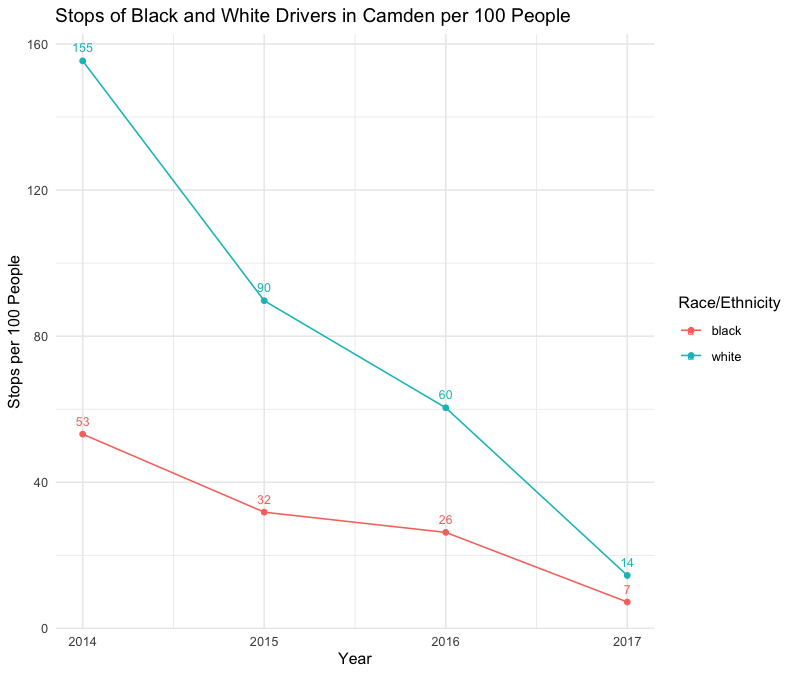 Stops of Black and White Drivers in Camden per 100 People
160
155
120
90
80
60
53
40
32
26
14
7
0
2014 2015 2016 2017
Year
Stops per 100 People
Race/Ethnicity
black
white